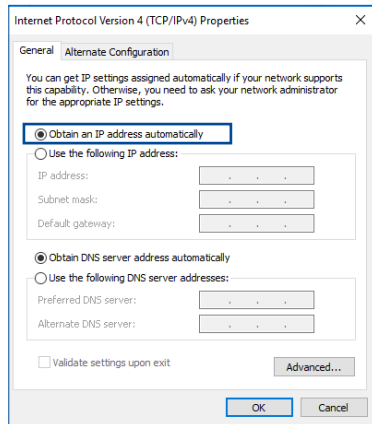 Internet Protocol Version 4 (TCP/IPv4) Properties
General Alternate Configuration
You can get IP settings assigned automatically if your network supports
this capability. Otherwise, you need to ask your network administrator
for the appropriate IP settings.
Obtain an IP address automatically
Use the following IP address:
IP address:
Subnet mask:
Default gateway:
Obtain DNS server address automatically
Use the following DNS server addresses:
Preferred DNS server:
Alternate DNS server:
Validate settings upon exit
Advanced...
OK Cancel